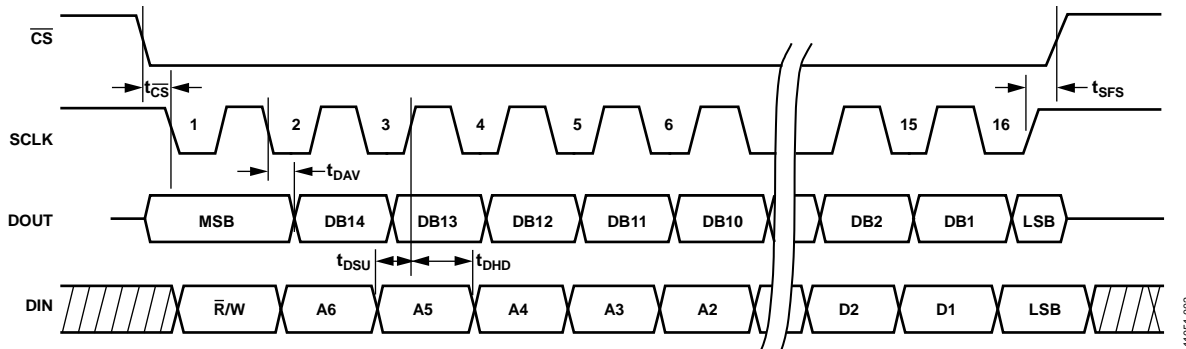 CS
tCS
tSFS
SCLK
1 2 3 4 5 6 15 16
tDAV
DOUT
MSB DB14 DB13 DB12 DB11 DB10 DB2 DB1 LSB
tDSU tDHD
DIN
R/W A6 A5 A4 A3 A2 D2 D1 LSB